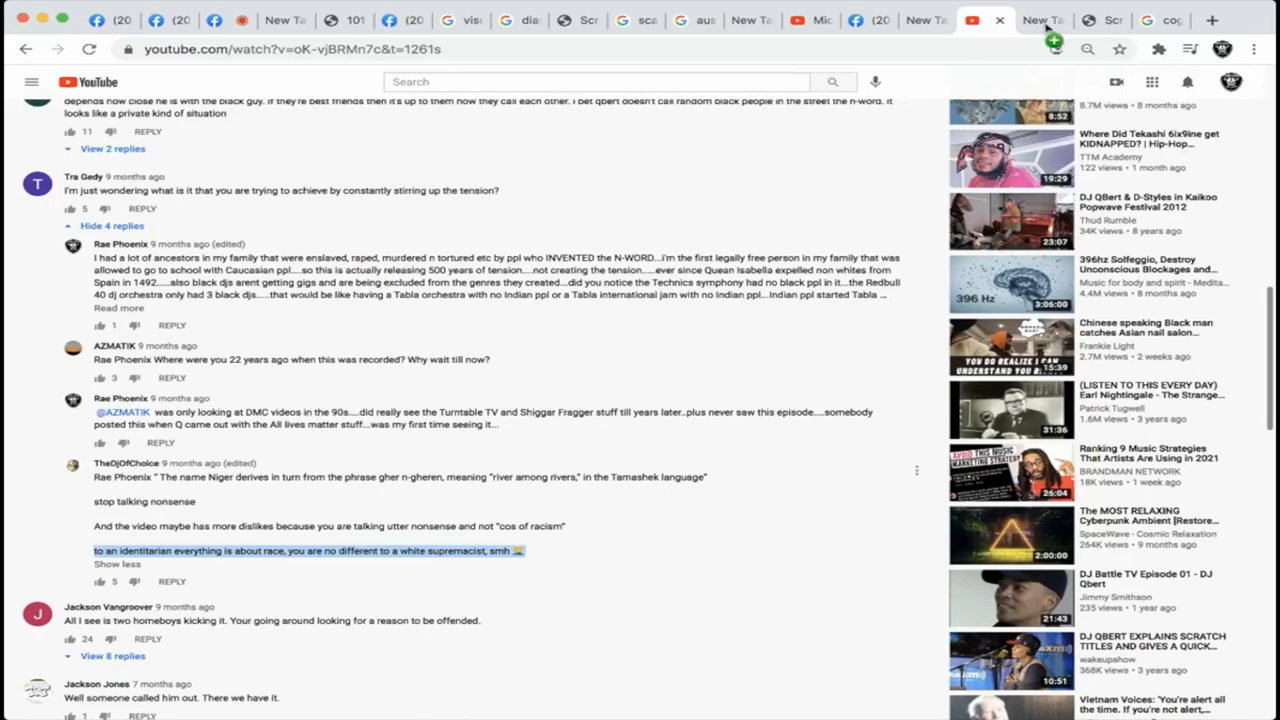 (20
(20
New Ta
101
(20
visu
dia
Scr
sca
aus
New Ta
Mic
(20
New Ta
New Ta
Scr
cog
youtube.com/watch?v=oK-vjBRMn7c&t=1261s
YouTube
Search
depends how close he is with the black guy. If they're best friends then it's up to them how they call each other. I bet qbert doesn't call random black people in the street the n-word. It
looks like a private kind of situation
11 REPLY
View 2 replies
T
Tra Gedy 9 months ago
I'm just wondering what is it that you are trying to achieve by constantly stirring up the tension?
5 REPLY
Hide 4 replies
Rae Phoenix 9 months ago (edited)
I had a lot of ancestors in my family that were enslaved, raped, murdered n tortured etc by ppl who INVENTED the N-WORD....i'm the first legally free person in my family that was
allowed to go to school with Caucasian ppl....so this is actually releasing 500 years of tension....not creating the tension.....ever since Quean Isabella expelled non whites from
Spain in 1492.....also black djs arent getting gigs and are being excluded from the genres they created...did you notice the Technics symphony had no black ppl in it...the Redbull
40 dj orchestra only had 3 black djs.....that would be like having a Tabla orchestra with no Indian ppl or a Tabla international jam with no Indian ppl...Indian ppl started Tabla ...
Read more
1 REPLY
AZMATIK 9 months ago
Rae Phoenix Where were you 22 years ago when this was recorded? Why wait till now?
3 REPLY
Rae Phoenix 9 months ago
@AZMATIK was only looking at DMC videos in the 90s....did really see the Turntable TV and Shiggar Fragger stuff till years later..plus never saw this episode....somebody
posted this when Q came out with the All lives matter stuff...was my first time seeing it...
REPLY
TheDjOfChoice 9 months ago (edited)
Rae Phoenix " The name Niger derives in turn from the phrase gher n-gheren, meaning "river among rivers," in the Tamashek language"
stop talking nonsense
And the video maybe has more dislikes because you are talking utter nonsense and not "cos of racism"
to an identitarian everything is about race, you are no different to a white supremacist, smh
Show less
5 REPLY
J
Jackson Vangroover 9 months ago
All I see is two homeboys kicking it. Your going around looking for a reason to be offended.
24 REPLY
View 8 replies
Jackson Jones 7 months ago
Well someone called him out. There we have it.
1 REPLY
8:52
8.7M views • 8 months ago
19:29
Where Did Tekashi 6ix9ine get
KIDNAPPED? | Hip-Hop...
TTM Academy
122 views • 1 month ago
23:07
DJ QBert & D-Styles in Kaikoo
Popwave Festival 2012
Thud Rumble
34K views • 8 years ago
396 Hz
3:06:00
396hz Solfeggio, Destroy
Unconscious Blockages and...
Music for body and spirit - Medita...
4.4M views • 8 months ago
YOU DO REALIZE I CAN
UNDERSTAND YOU R
15:39
Chinese speaking Black man
catches Asian nail salon...
Frankie Light
2.7M views • 2 weeks ago
31:36
(LISTEN TO THIS EVERY DAY)
Earl Nightingale - The Strange...
Patrick Tugwell
1.6M views • 3 years ago
26:04
Ranking 9 Music Strategies
That Artists Are Using in 2021
BRANDMAN NETWORK
18K views • 1 week ago
2:00:00
The MOST RELAXING
Cyberpunk Ambient [Restore...
SpaceWave - Cosmic Relaxation
264K views • 9 months ago
21:43
DJ Battle TV Episode 01 - DJ
Qbert
Jimmy Smithson
235 views • 1 year ago
10:51
DJ QBERT EXPLAINS SCRATCH
TITLES AND GIVES A QUICK...
wakeupshow
368K views • 3 years ago
Vietnam Voices: 'You're alert all
the time. If you're not alert,...